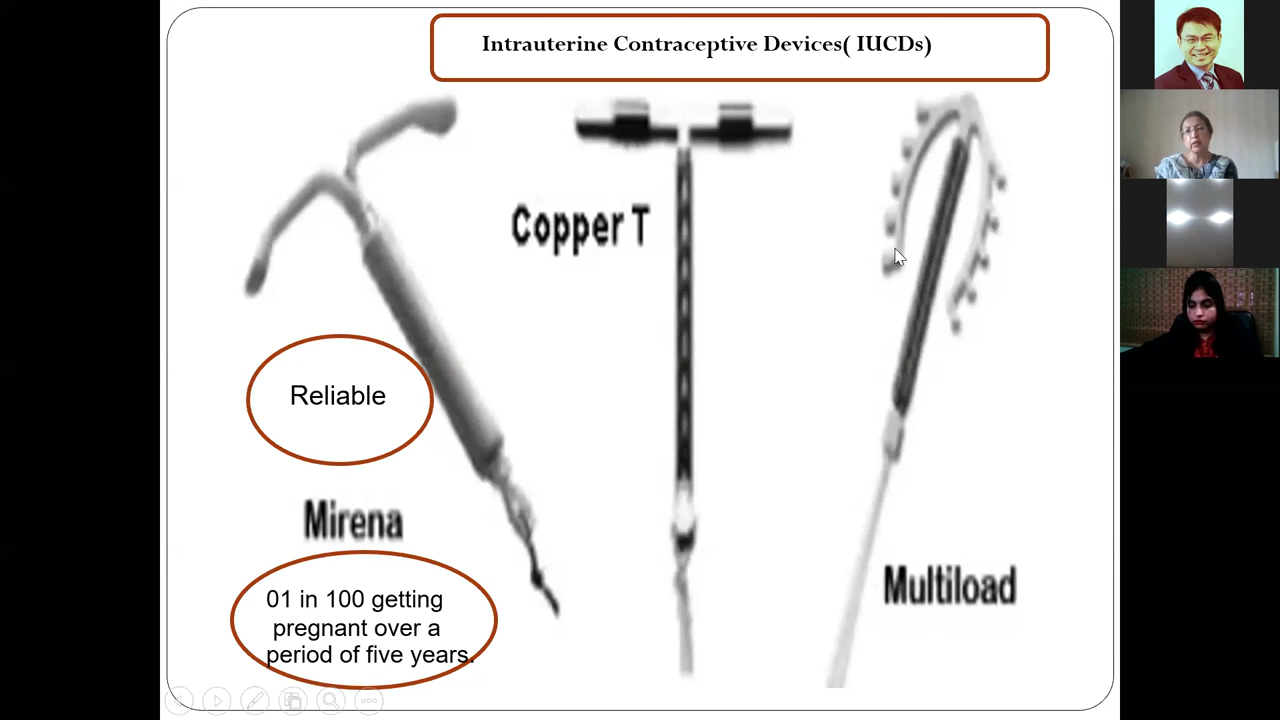 Intrauterine Contraceptive Devices( IUCDs)
Copper T
Reliable
Mirena
Multiload
01 in 100 getting
pregnant over a
period of five years.